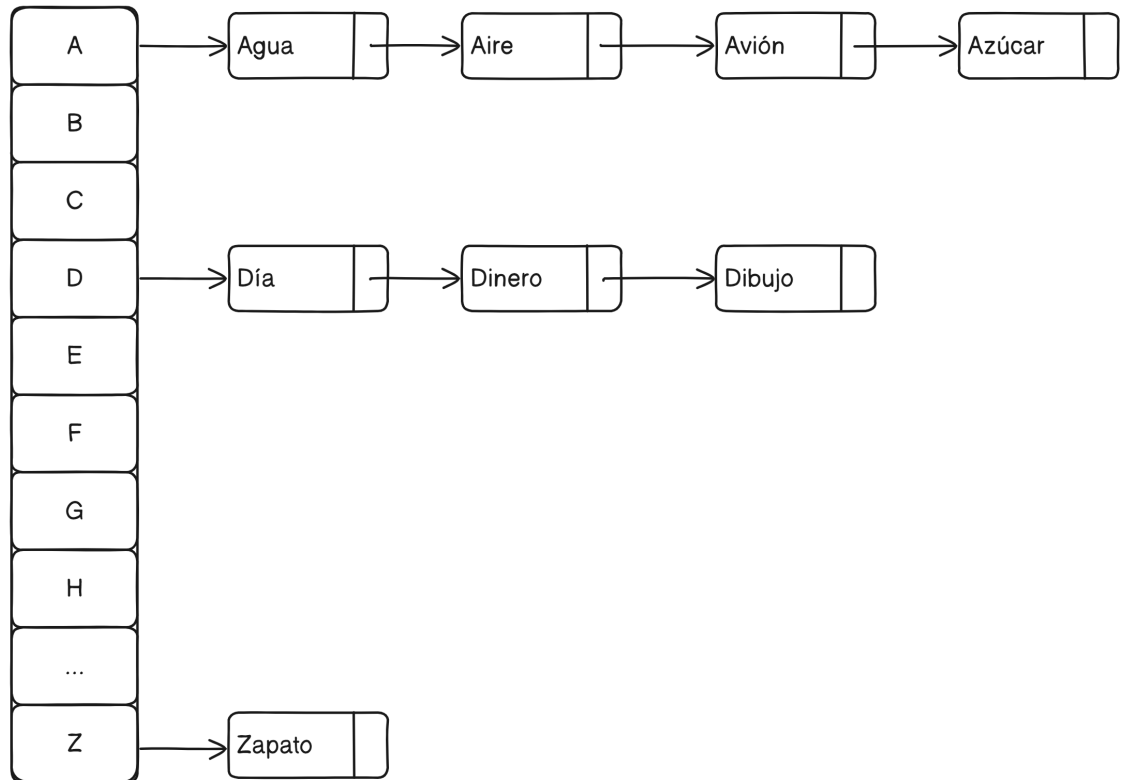 A Agua Aire Avión Azúcar
B
C
D Día Dinero Dibujo
E
F
G
H
...
Z Zapato